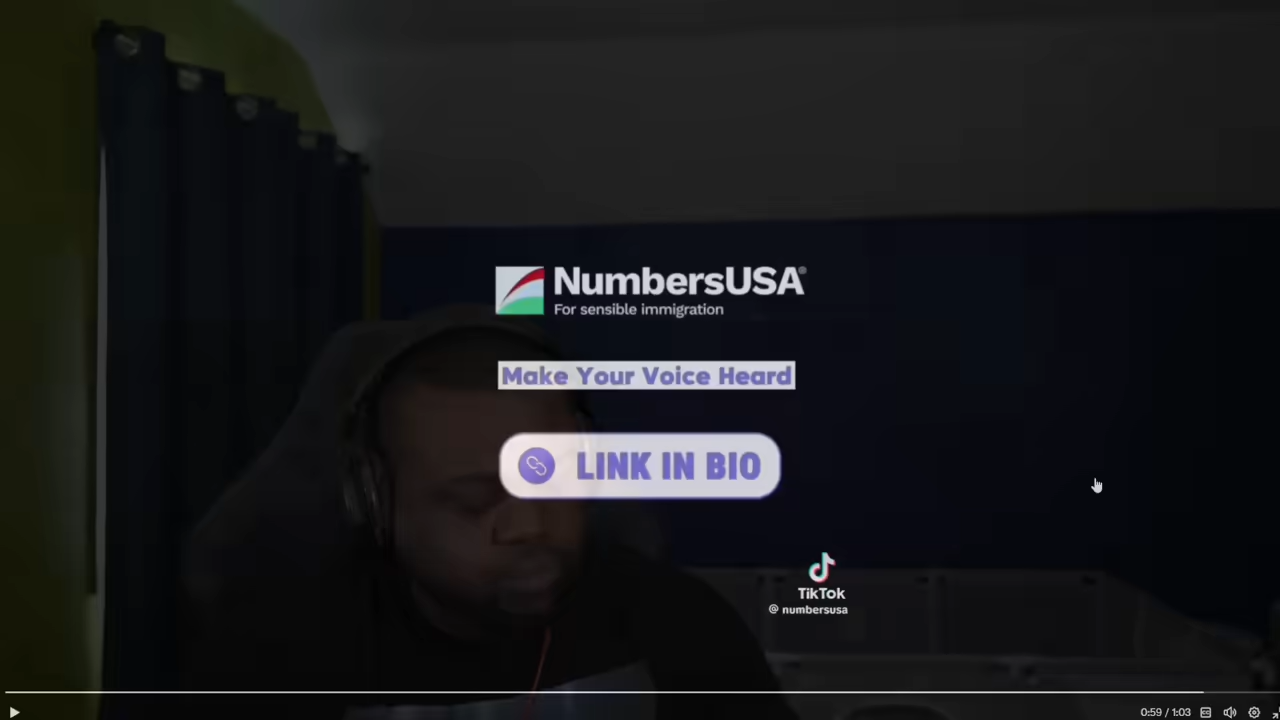 NumbersUSA®
For sensible immigration
Make Your Voice Heard
LINK IN BIO
TikTok
@ numbersusa
0:59 / 1:03